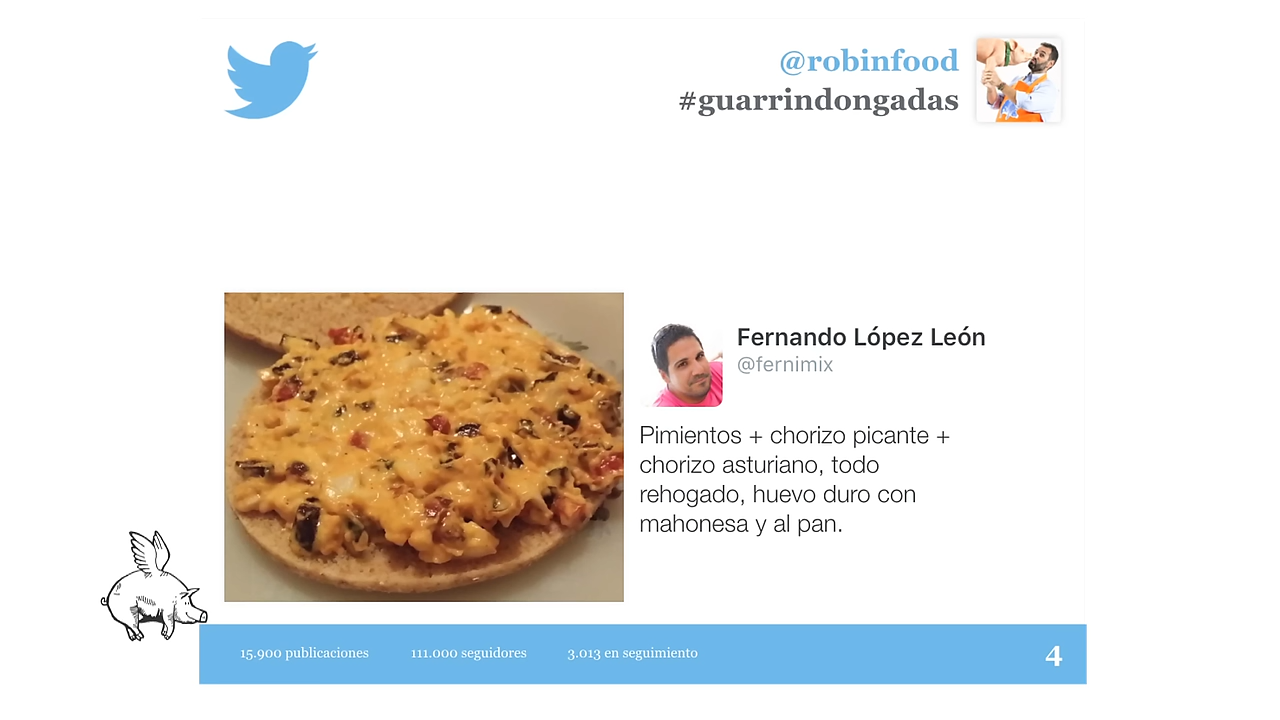 @robinfood
#guarrindongadas
Fernando López León
@fernimix
Pimientos + chorizo picante +
chorizo asturiano, todo
rehogado, huevo duro con
mahonesa y al pan.
15.900 publicaciones
111.000 seguidores
3.013 en seguimiento
4